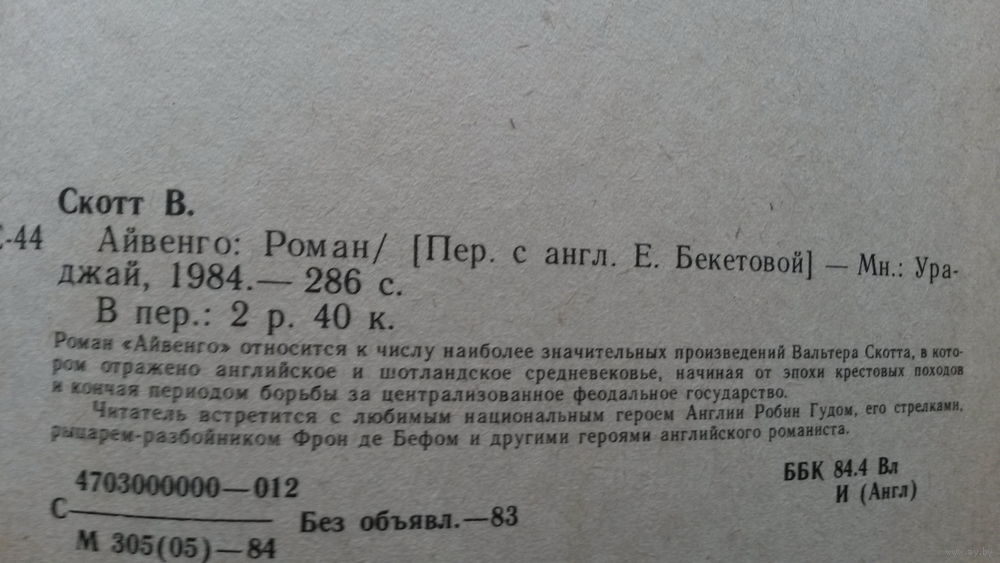 Скотт В.
С-44 Айвенго: Роман/ [Пер. с англ. Е. Бекетовой] — Мн.: Ура-
джай, 1984.— 286 с.
В пер.: 2 р. 40 к.
Роман «Айвенго» относится к числу наиболее значительных произведений Вальтера Скотта, в кото-
ром отражено английское и шотландское средневековье, начиная от эпохи крестовых походов
и кончая периодом борьбы за централизованное феодальное государство.
Читатель встретится с любимым национальным героем Англии Робин Гудом, его стрелками,
рыцарем-разбойником Фрон де Бефом и другими героями английского романиста.
4703000000—012
С——— Без объявл.—83
М 305(05)—84
ББК 84.4 Вл
И (Англ)